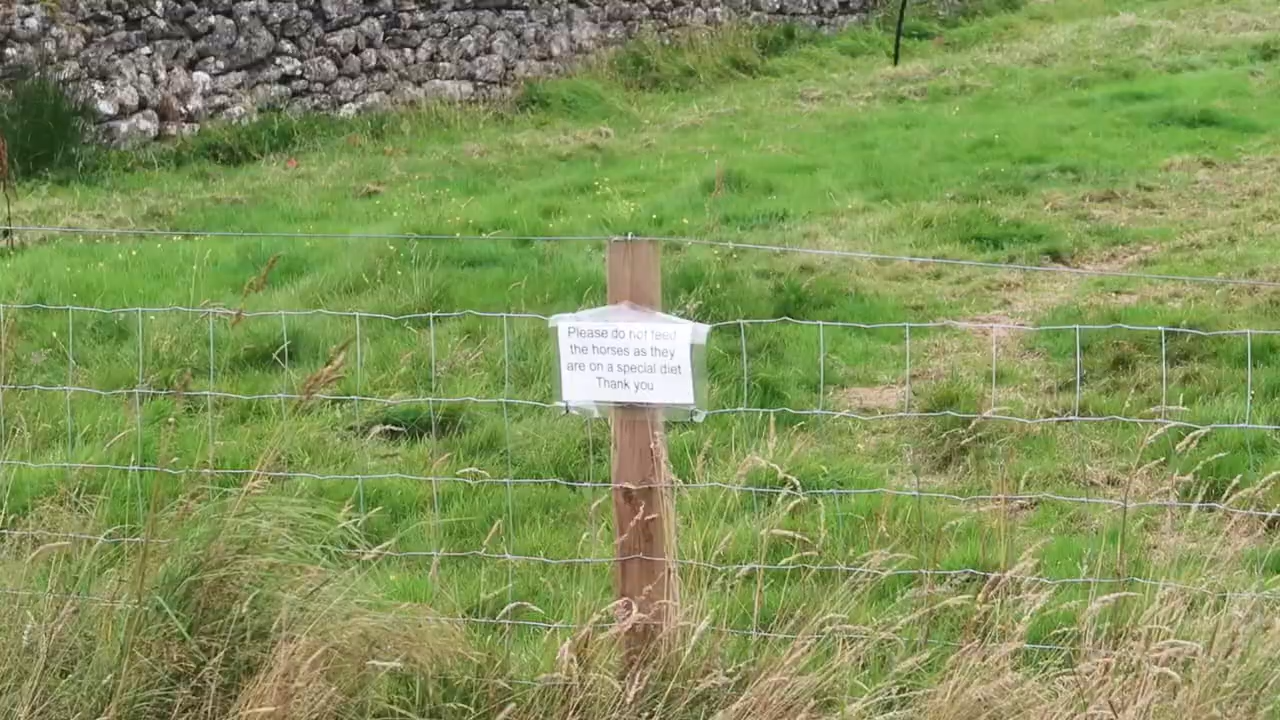 Please do not feed
the horses as they
are on a special diet
Thank you